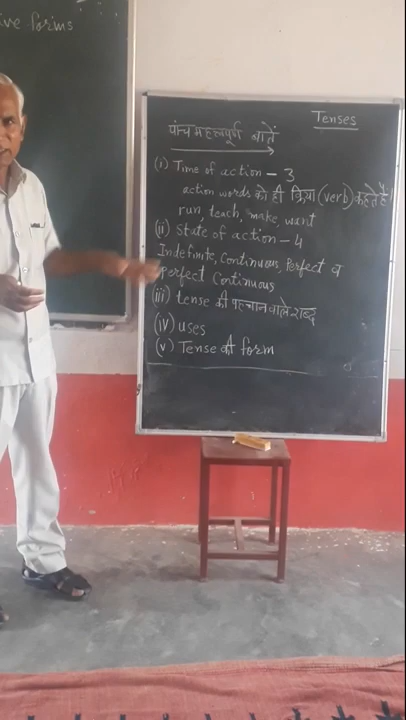 ive forms
Tenses
पांच महत्वपूर्ण बातें
(i) Time of action - 3
action words को ही क्रिया (verb) कहते हैं।
run, teach, make, want
(ii) State of action - 4
Indefinite, Continuous, Perfect व
Perfect Continuous
(iii) tense की पहचान वाले शब्द
(iv) uses
(v) Tense की form